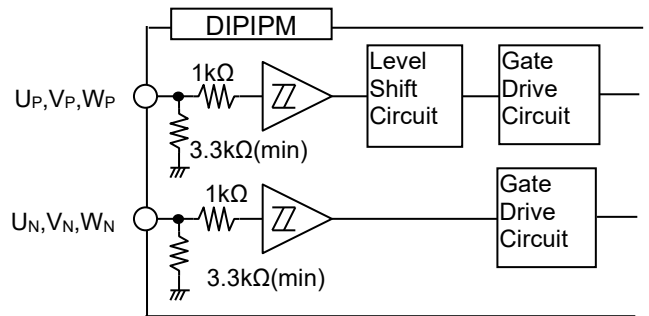 DIPIPM
1kΩ
Level
Shift
Circuit
Gate
Drive
Circuit
UP,VP,WP
3.3kΩ(min)
1kΩ
Gate
Drive
Circuit
UN,VN,WN
3.3kΩ(min)